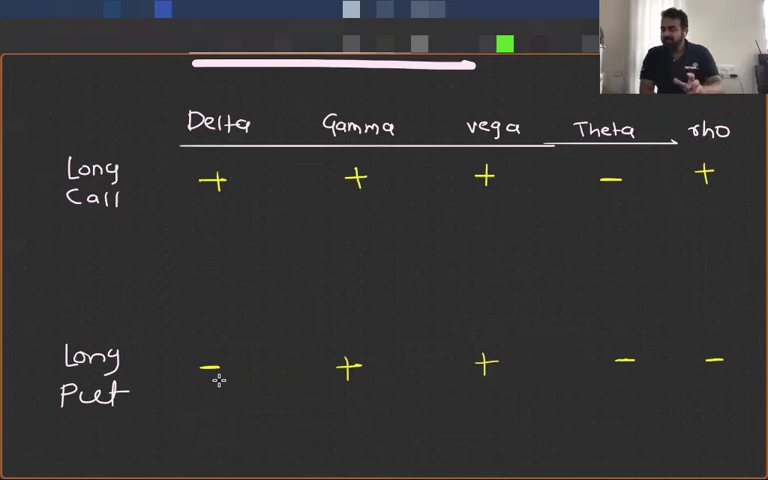 Delta Gamma vega Theta rho
Long + + + - +
Call
Long - + + - -
Put